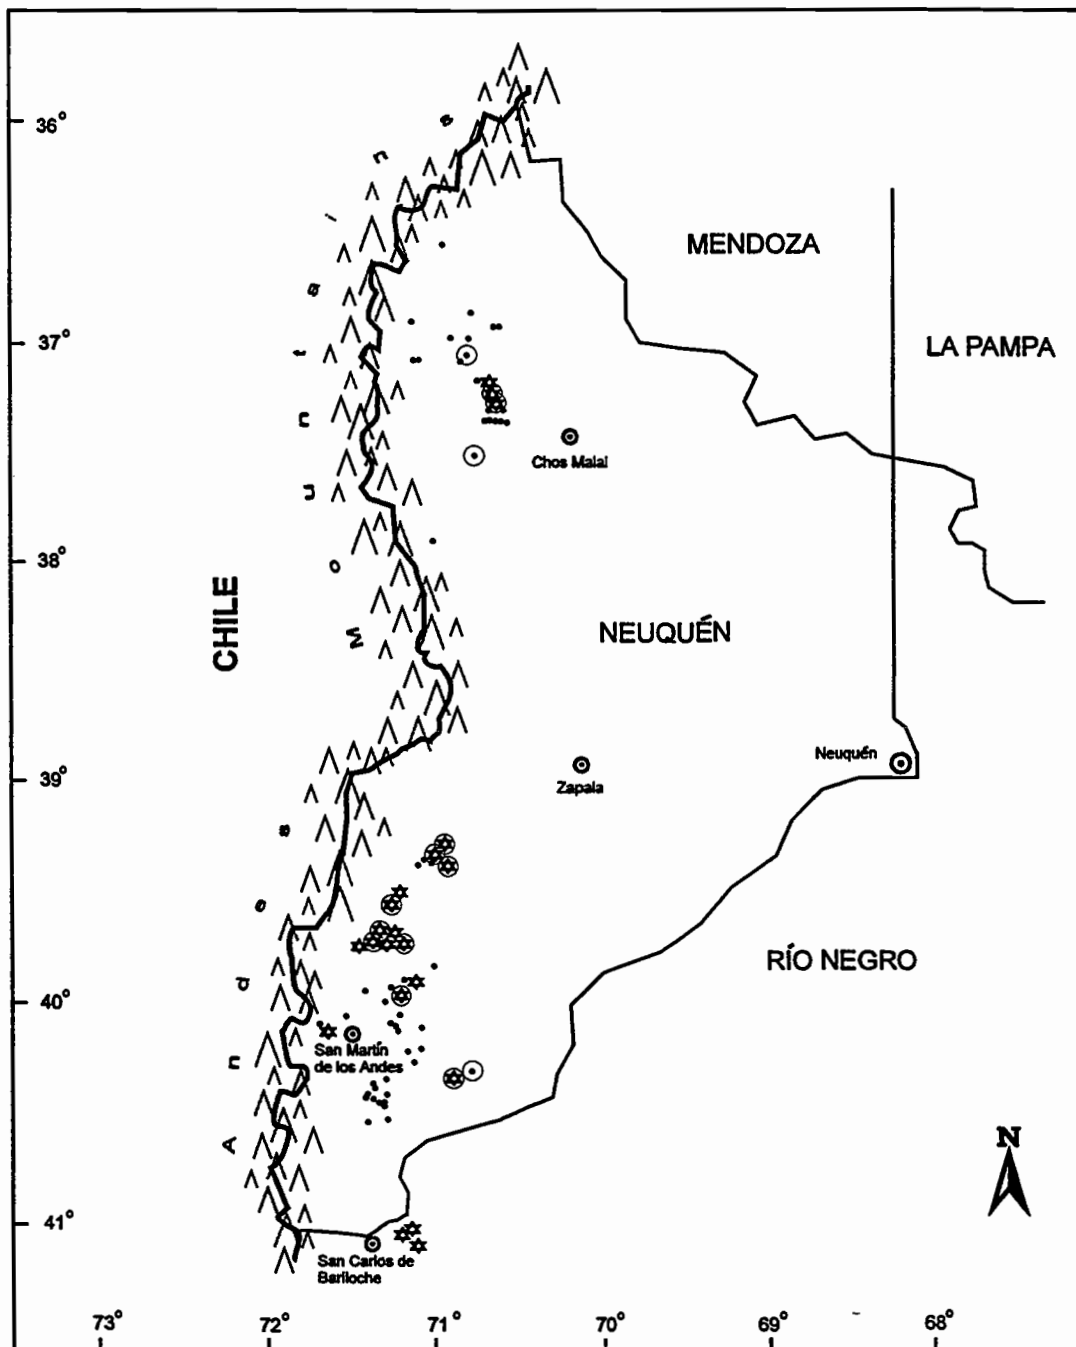 36°
37°
38°
39°
40°
41°
73°
72°
71°
70°
69°
68°
CHILE
Andes Mountains
MENDOZA
LA PAMPA
NEUQUÉN
RÍO NEGRO
Chos Malal
Zapala
Neuquén
San Martín
de los Andes
San Carlos de
Bariloche
N